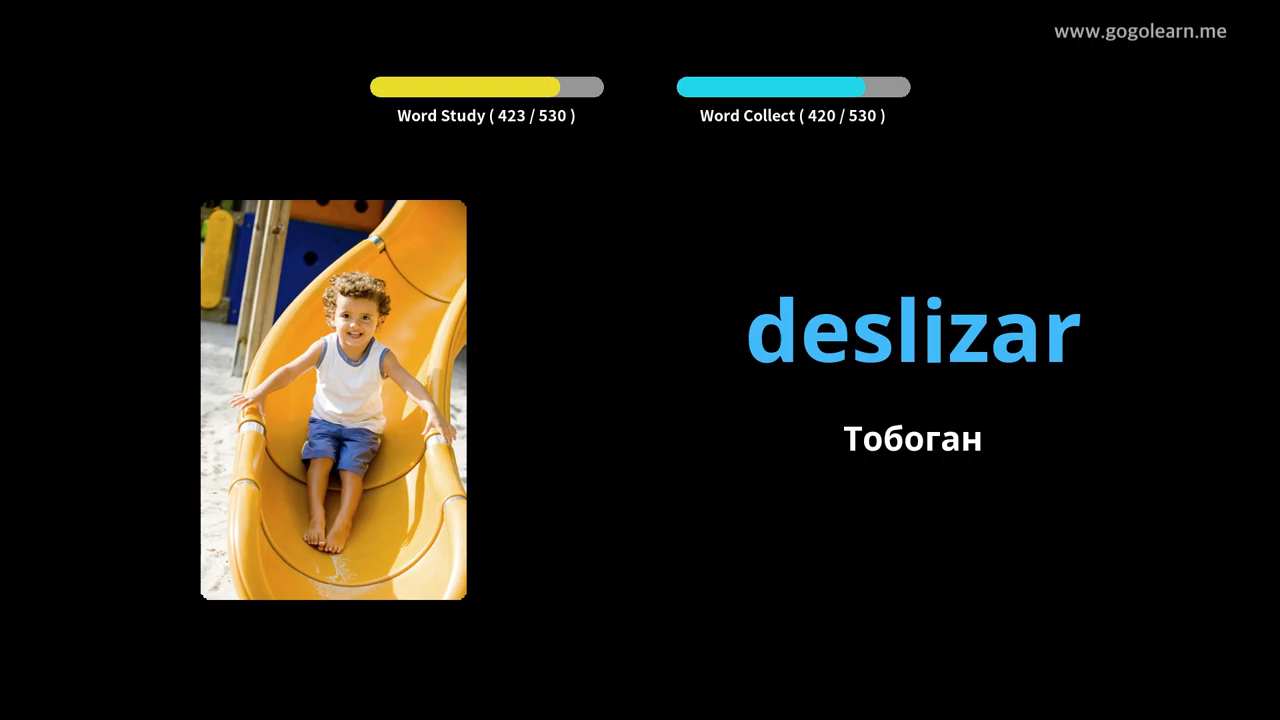 www.gogolearn.me
Word Study ( 423 / 530 )
Word Collect ( 420 / 530 )
deslizar
Тобоган